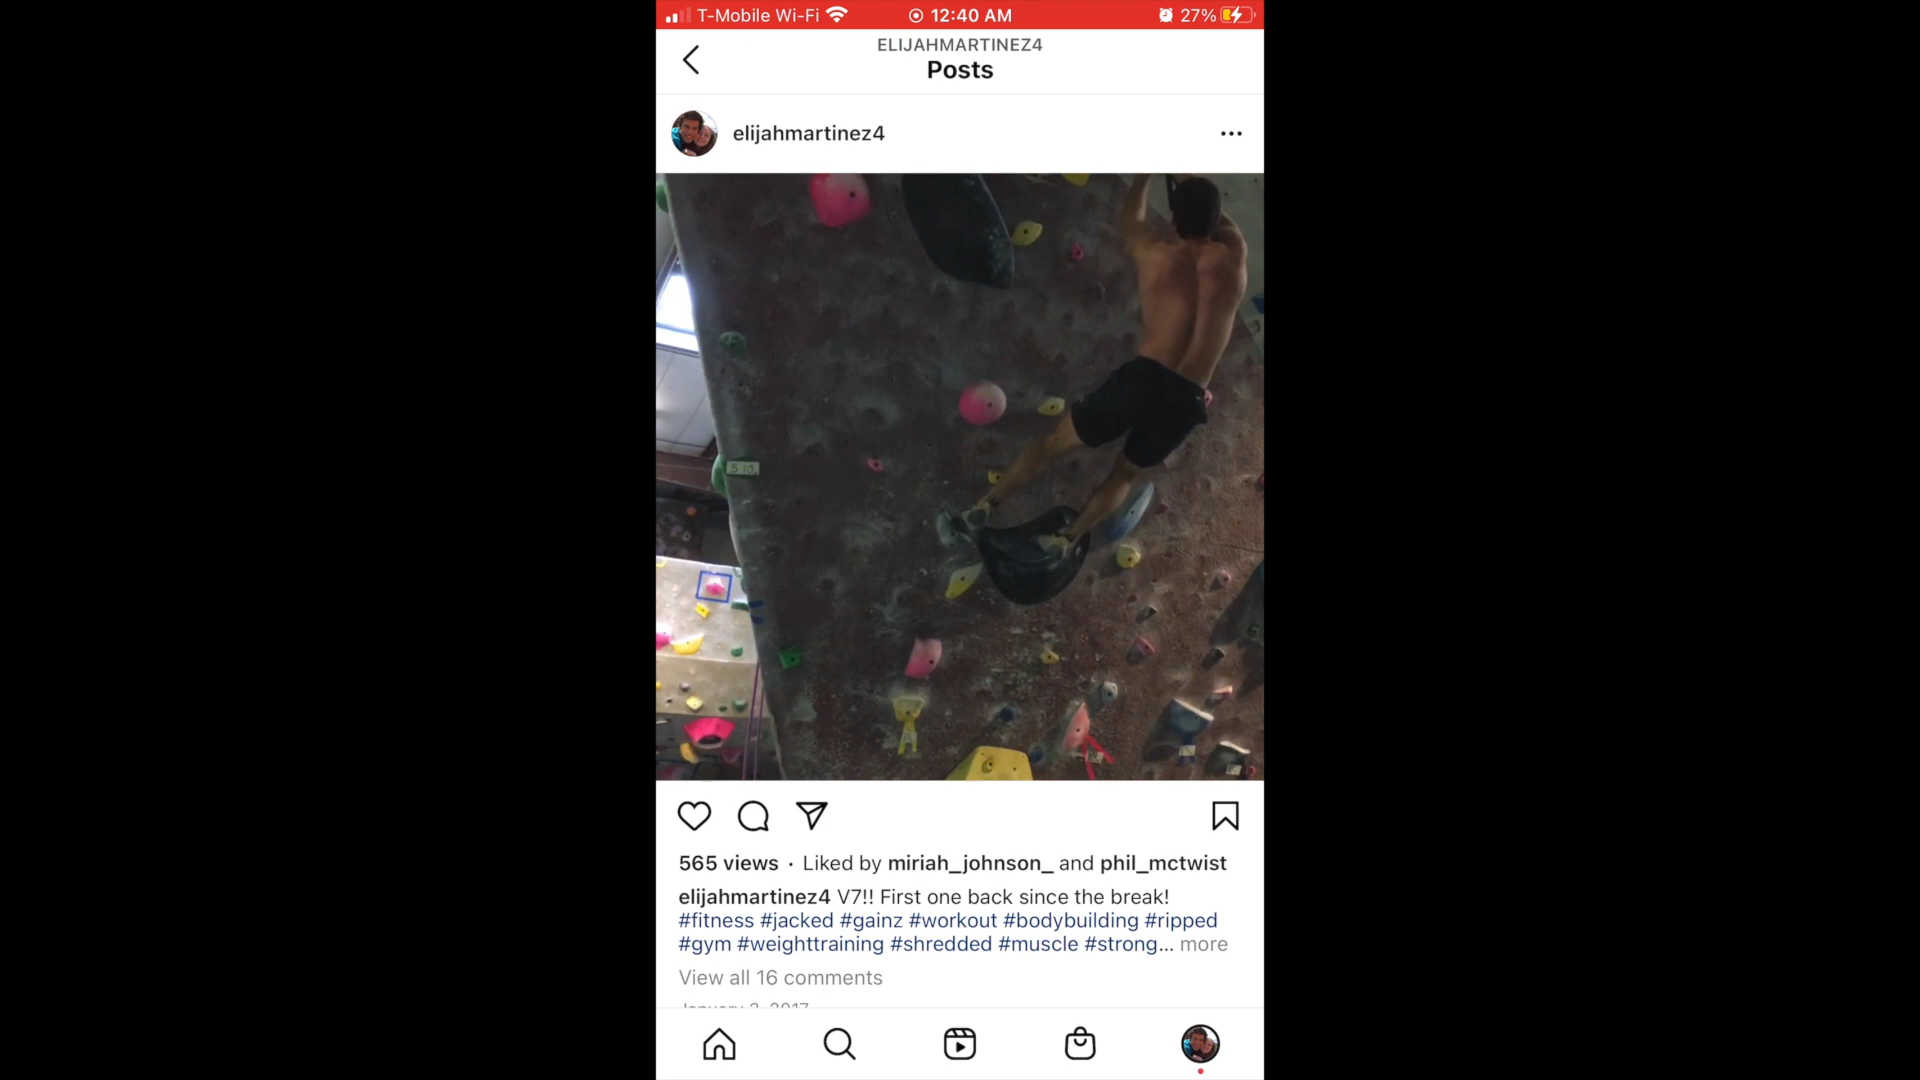 T-Mobile Wi-Fi 12:40 AM 27%
ELIJAHMARTINEZ4
Posts
elijahmartinez4
5 10
565 views · Liked by miriah_johnson_ and phil_mctwist
elijahmartinez4 V7!! First one back since the break!
#fitness #jacked #gainz #workout #bodybuilding #ripped
#gym #weighttraining #shredded #muscle #strong... more
View all 16 comments